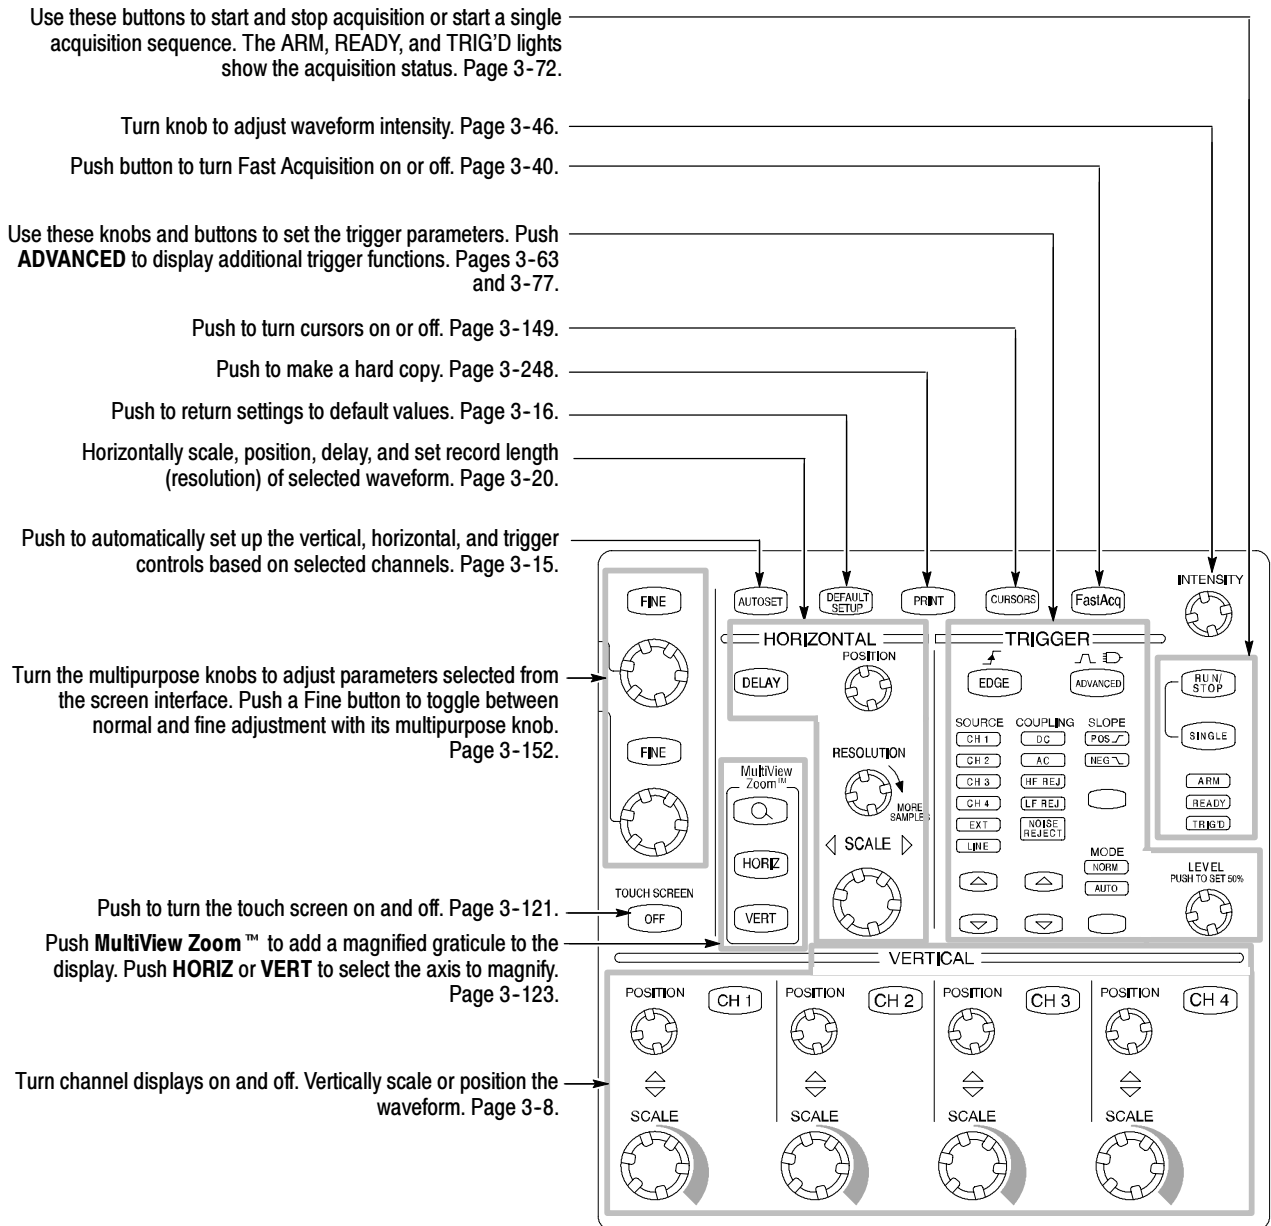 Use these buttons to start and stop acquisition or start a single
acquisition sequence. The ARM, READY, and TRIG’D lights
show the acquisition status. Page 3-72.
Turn knob to adjust waveform intensity. Page 3-46.
Push button to turn Fast Acquisition on or off. Page 3-40.
Use these knobs and buttons to set the trigger parameters. Push
ADVANCED to display additional trigger functions. Pages 3-63
and 3-77.
Push to turn cursors on or off. Page 3-149.
Push to make a hard copy. Page 3-248.
Push to return settings to default values. Page 3-16.
Horizontally scale, position, delay, and set record length
(resolution) of selected waveform. Page 3-20.
Push to automatically set up the vertical, horizontal, and trigger
controls based on selected channels. Page 3-15.
Turn the multipurpose knobs to adjust parameters selected from
the screen interface. Push a Fine button to toggle between
normal and fine adjustment with its multipurpose knob.
Page 3-152.
Push to turn the touch screen on and off. Page 3-121.
Push MultiView Zoom™ to add a magnified graticule to the
display. Push HORIZ or VERT to select the axis to magnify.
Page 3-123.
Turn channel displays on and off. Vertically scale or position the
waveform. Page 3-8.
FINE
FINE
TOUCH SCREEN
OFF
AUTOSET
DEFAULT
SETUP
PRINT
CURSORS
FastAcq
INTENSITY
HORIZONTAL
POSITION
DELAY
RESOLUTION
MORE
SAMPLES
SCALE
MultiView
Zoom™
HORIZ
VERT
TRIGGER
EDGE
ADVANCED
SOURCE
CH 1
CH 2
CH 3
CH 4
EXT
LINE
COUPLING
DC
AC
HF REJ
LF REJ
NOISE
REJECT
SLOPE
POS
NEG
MODE
NORM
AUTO
RUN/
STOP
SINGLE
ARM
READY
TRIG'D
LEVEL
PUSH TO SET 50%
VERTICAL
POSITION
CH 1
SCALE
POSITION
CH 2
SCALE
POSITION
CH 3
SCALE
POSITION
CH 4
SCALE